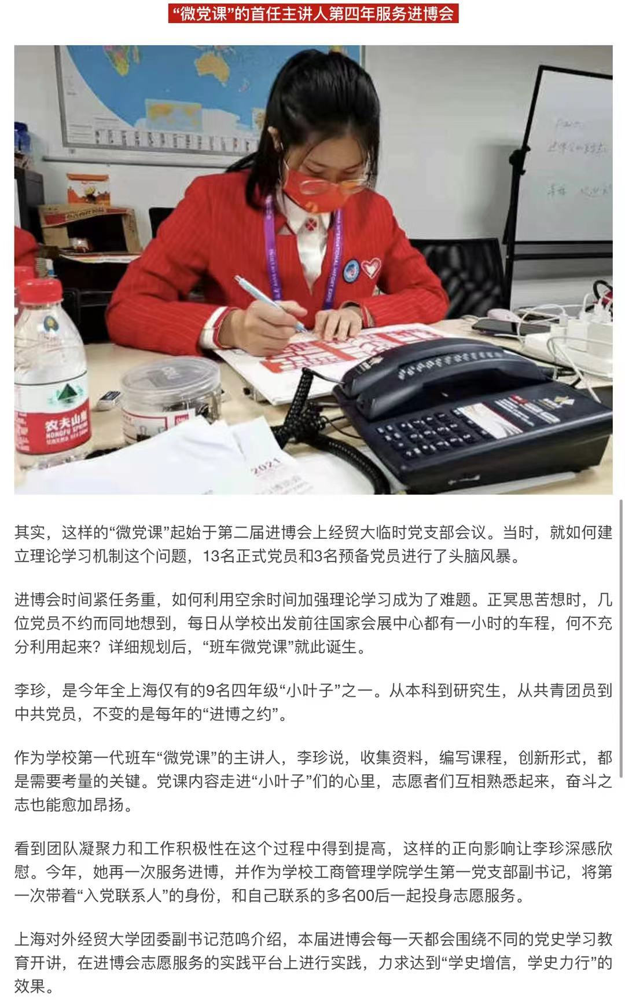 “微党课”的首任主讲人第四年服务进博会
农夫山泉
NONGFU SPRING
2021
其实，这样的“微党课”起始于第二届进博会上经贸大临时党支部会议。当时，就如何建
立理论学习机制这个问题，13名正式党员和3名预备党员进行了头脑风暴。
进博会时间紧任务重，如何利用空余时间加强理论学习成为了难题。正冥思苦想时，几
位党员不约而同地想到，每日从学校出发前往国家会展中心都有一小时的车程，何不充
分利用起来？详细规划后，“班车微党课”就此诞生。
李珍，是今年全上海仅有的9名四年级“小叶子”之一。从本科到研究生，从共青团员到
中共党员，不变的是每年的“进博之约”。
作为学校第一代班车“微党课”的主讲人，李珍说，收集资料，编写课程，创新形式，都
是需要考量的关键。党课内容走进“小叶子”们的心里，志愿者们互相熟悉起来，奋斗之
志也能愈加昂扬。
看到团队凝聚力和工作积极性在这个过程中得到提高，这样的正向影响让李珍深感欣
慰。今年，她再一次服务进博，并作为学校工商管理学院学生第一党支部副书记，将第
一次带着“入党联系人”的身份，和自己联系的多名00后一起投身志愿服务。
上海对外经贸大学团委副书记范鸣介绍，本届进博会每一天都会围绕不同的党史学习教
育开讲，在进博会志愿服务的实践平台上进行实践，力求达到“学史增信，学史力行”的
效果。